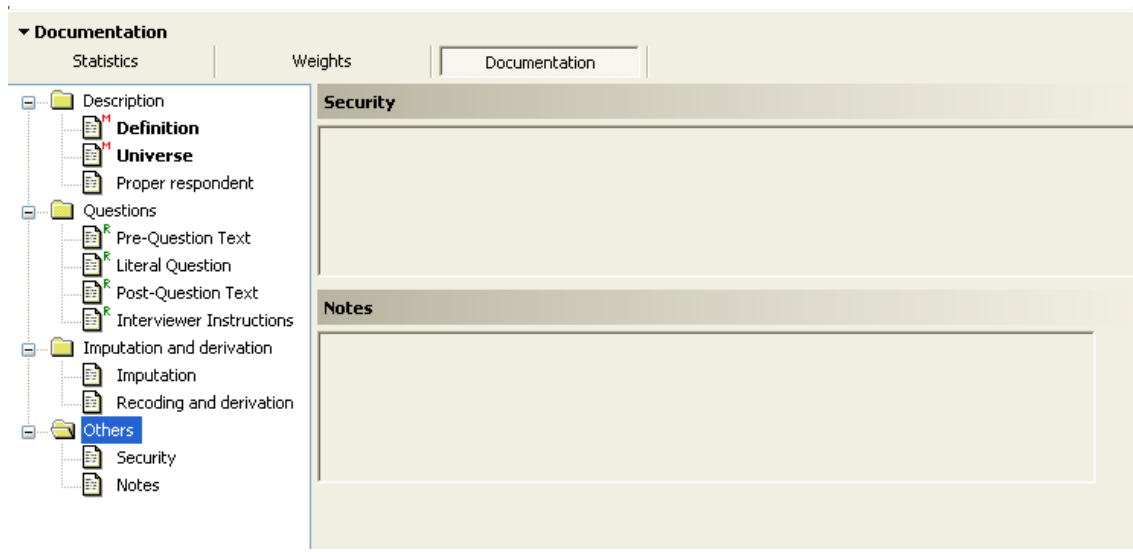 Documentation
Statistics Weights Documentation
Description
M Definition
M Universe
Proper respondent
Questions
R Pre-Question Text
R Literal Question
R Post-Question Text
R Interviewer Instructions
Imputation and derivation
Imputation
Recoding and derivation
Others
Security
Notes
Security
Notes